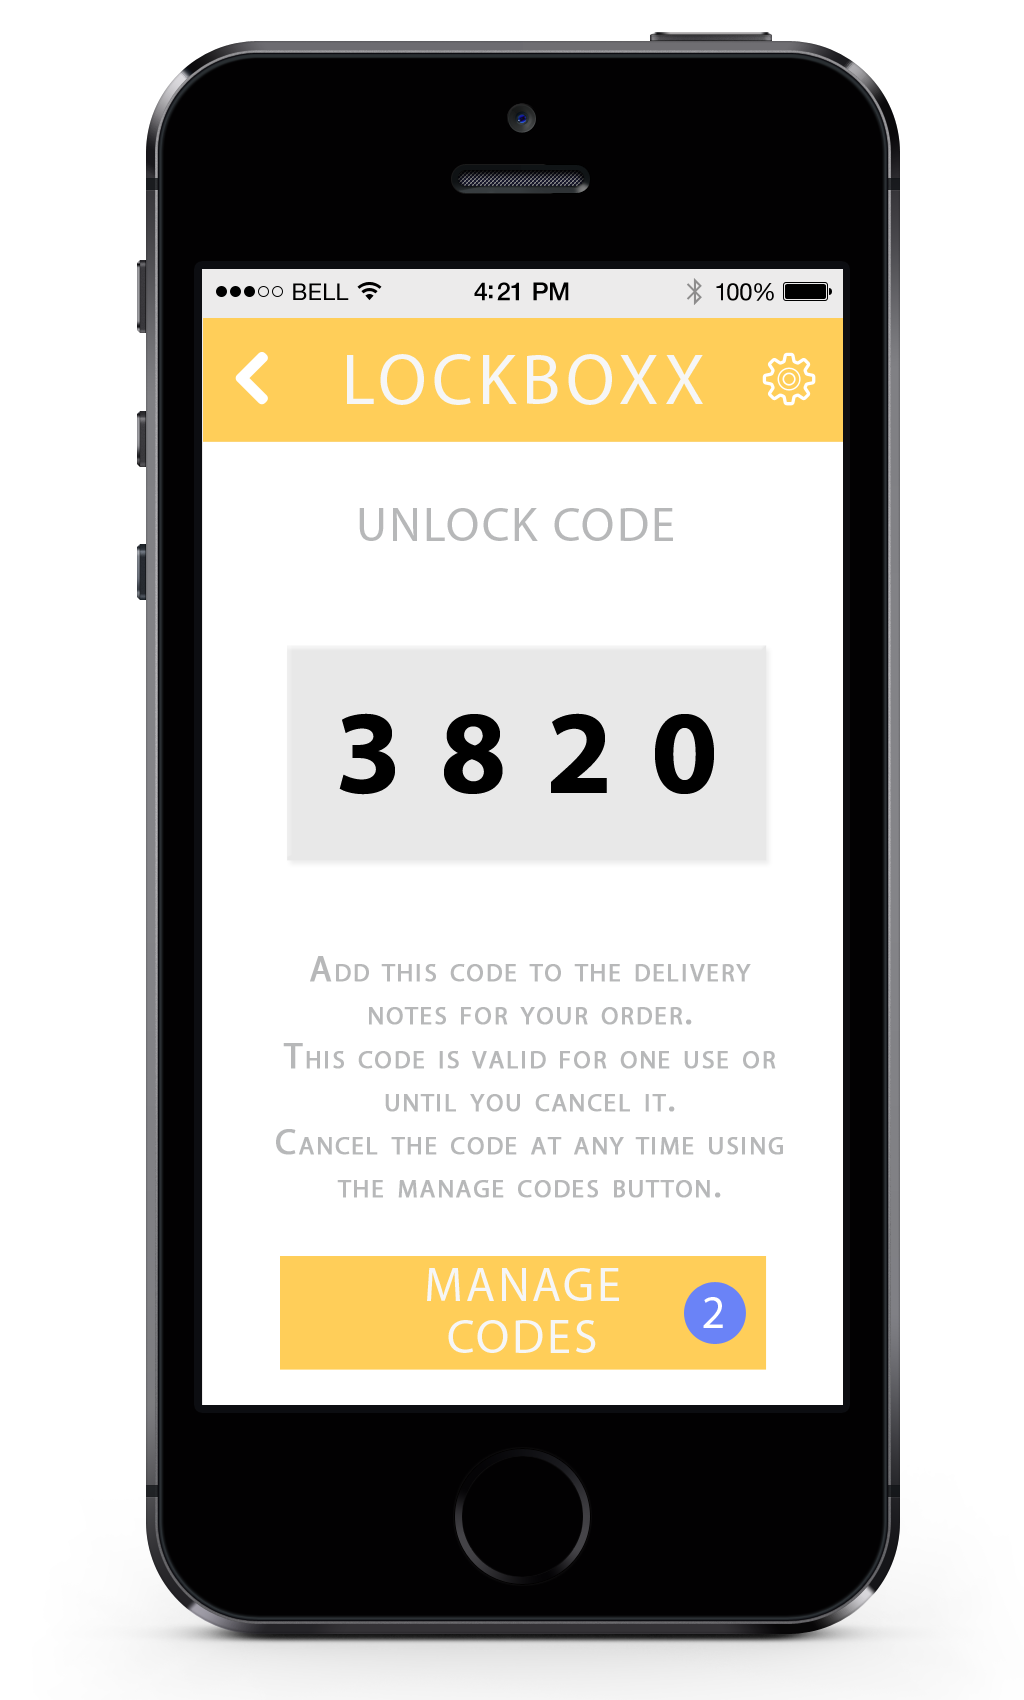 BELL 4:21 PM 100%
LOCKBOXX
UNLOCK CODE
3 8 2 0
Add this code to the delivery
notes for your order.
This code is valid for one use or
until you cancel it.
Cancel the code at any time using
the manage codes button.
MANAGE
CODES
2